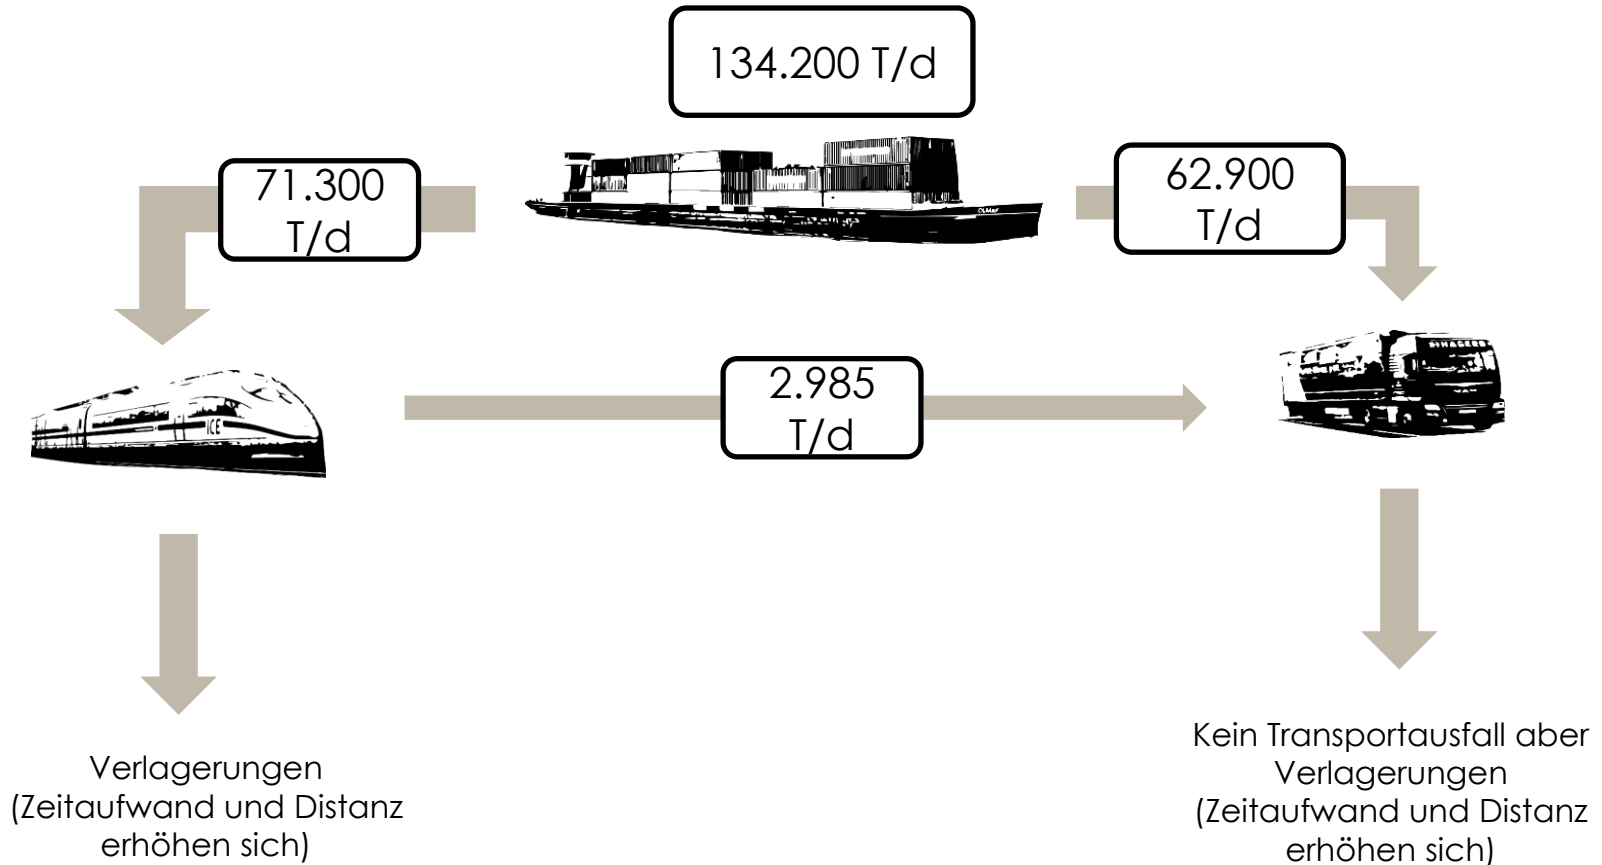 134.200 T/d
71.300
T/d
62.900
T/d
2.985
T/d
ICE
Verlagerungen
(Zeitaufwand und Distanz
erhöhen sich)
Kein Transportausfall aber
Verlagerungen
(Zeitaufwand und Distanz
erhöhen sich)